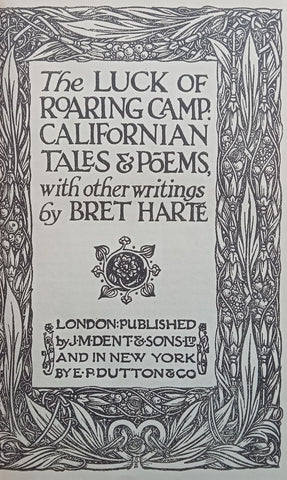 The LUCK OF
ROARING CAMP.
CALIFORNIAN
TALES & POEMS,
with other writings
by BRET HARTE
LONDON: PUBLISHED
by J·M·DENT & SONS·LTD
AND IN NEW YORK
BY E·P·DUTTON & CO